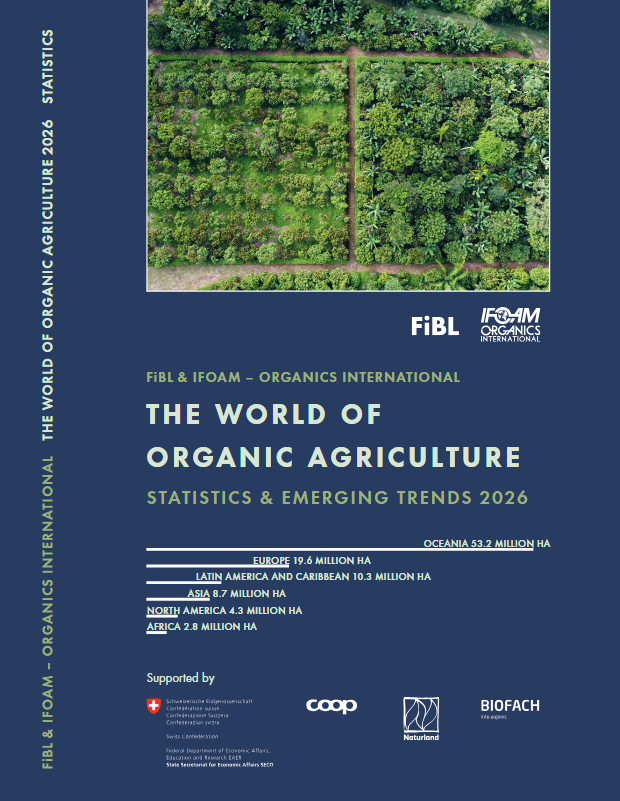 FiBL & IFOAM – ORGANICS INTERNATIONAL THE WORLD OF ORGANIC AGRICULTURE 2026 STATISTICS
FiBL
IFOAM
ORGANICS
INTERNATIONAL
FiBL & IFOAM – ORGANICS INTERNATIONAL
THE WORLD OF
ORGANIC AGRICULTURE
STATISTICS & EMERGING TRENDS 2026
OCEANIA 53.2 MILLION HA
EUROPE 19.6 MILLION HA
LATIN AMERICA AND CARIBBEAN 10.3 MILLION HA
ASIA 8.7 MILLION HA
NORTH AMERICA 4.3 MILLION HA
AFRICA 2.8 MILLION HA
Supported by
Schweizerische Eidgenossenschaft
Confédération suisse
Confederazione Svizzera
Confederaziun svizra
Swiss Confederation
Federal Department of Economic Affairs,
Education and Research EAER
State Secretariat for Economic Affairs SECO
coop
Naturland
BIOFACH
into organic